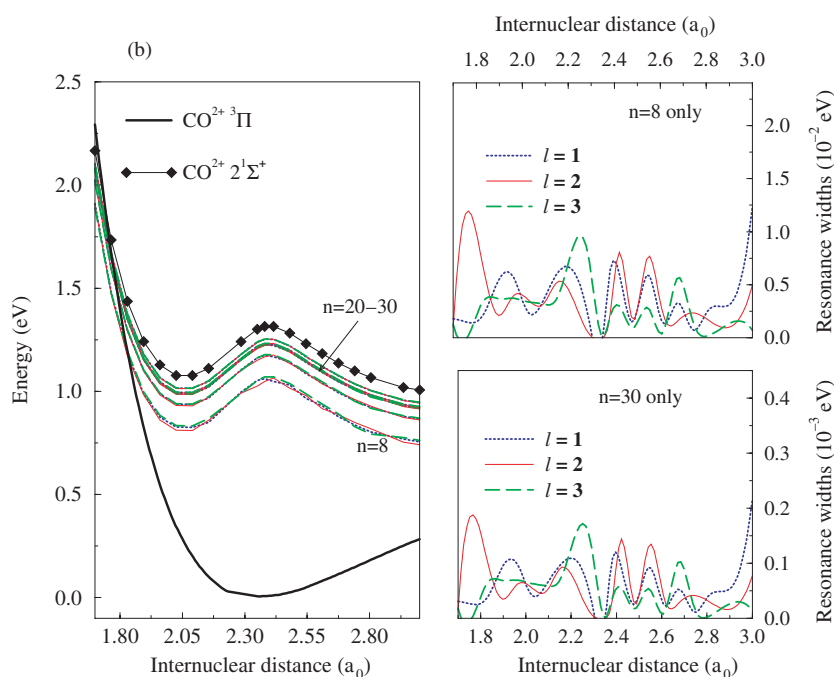 (b)
Energy (eV)
2.5
2.0
1.5
1.0
0.5
0.0
CO²⁺ ³Π
CO²⁺ 2¹Σ⁺
n=20–30
n=8
1.80 2.05 2.30 2.55 2.80
Internuclear distance (a₀)
Internuclear distance (a₀)
1.8 2.0 2.2 2.4 2.6 2.8 3.0
n=8 only
l = 1
l = 2
l = 3
2.0
1.5
1.0
0.5
0.0
Resonance widths (10⁻² eV)
n=30 only
l = 1
l = 2
l = 3
0.4
0.3
0.2
0.1
0.0
Resonance widths (10⁻³ eV)
1.8 2.0 2.2 2.4 2.6 2.8 3.0
Internuclear distance (a₀)